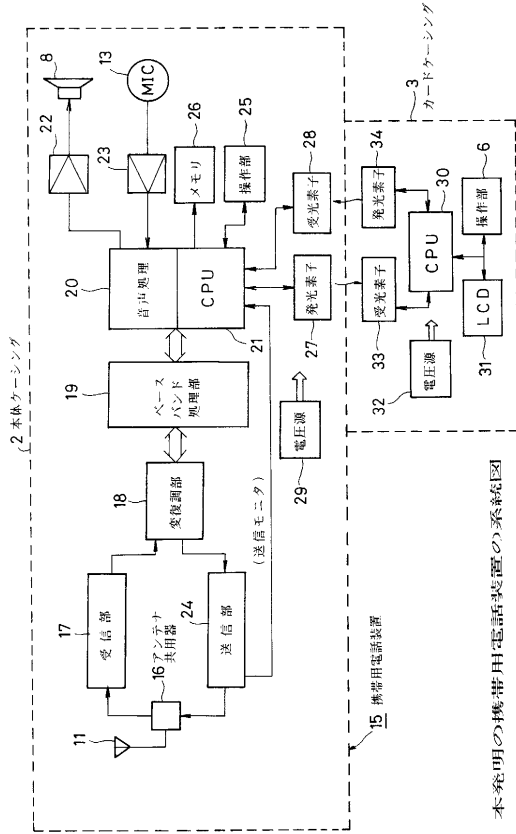 2 本体ケーシング
11
16 アンテナ
共用器
17
受信部
24
送信部
18
変復調部
19
ベース
バンド
処理部
20
音声処理
CPU
21
22
8
23
13
MIC
26
メモリ
25
操作部
27
発光素子
28
受光素子
29
電圧源
(送信モニタ)
15 携帯用電話装置
3
カードケーシング
33
受光素子
34
発光素子
30
CPU
32
電圧源
31
LCD
6
操作部
本発明の携帯用電話装置の系統図